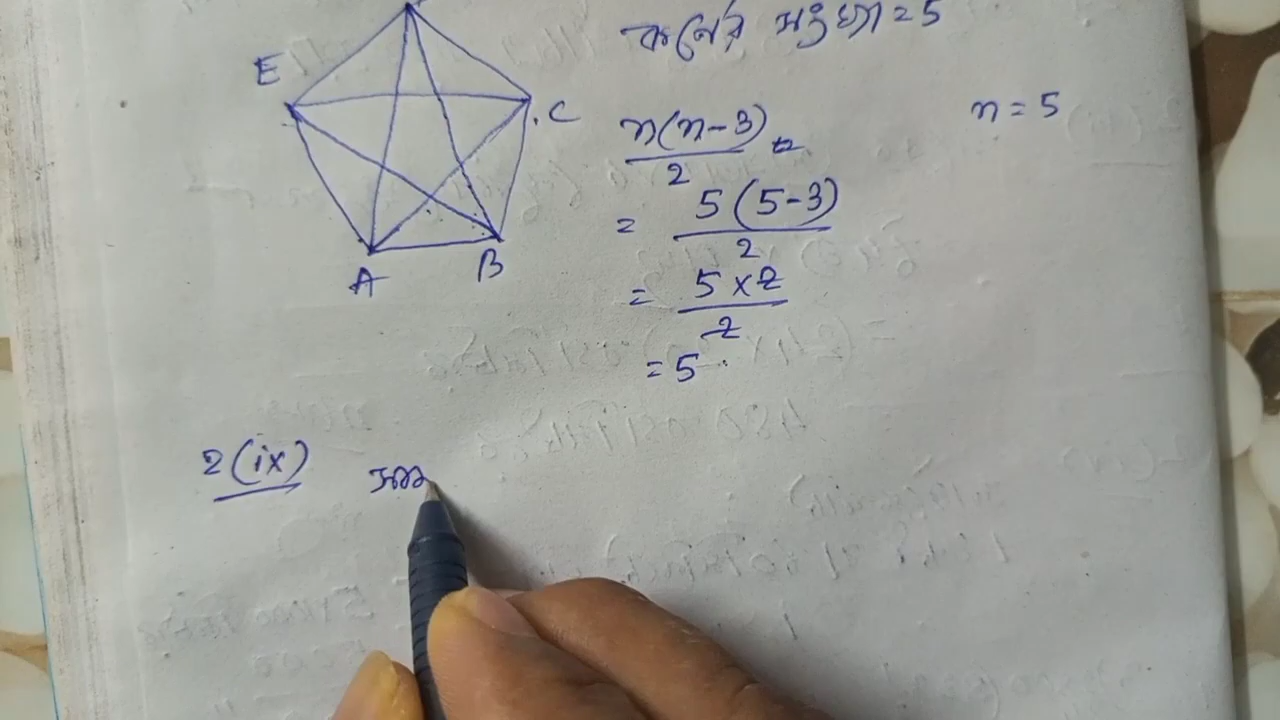 কর্ণের সংখ্যা = 5
E
C
A
B
n(n-3)/2 =
n = 5
= 5(5-3)/2
= 5×2/2
= 5
2(ix)